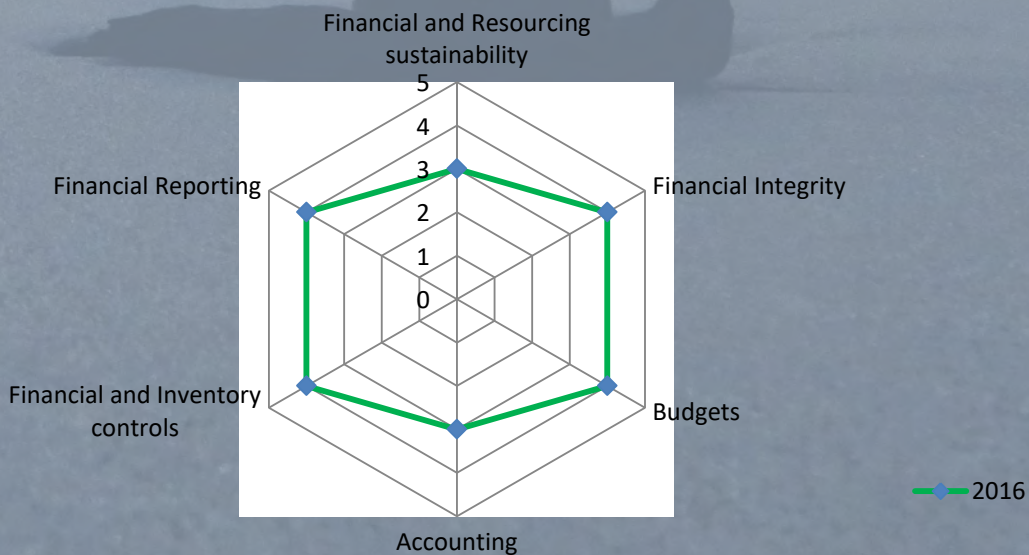 Financial and Resourcing
sustainability
5
4
3
2
1
0
Financial Reporting
Financial Integrity
Financial and Inventory
controls
Budgets
Accounting
2016